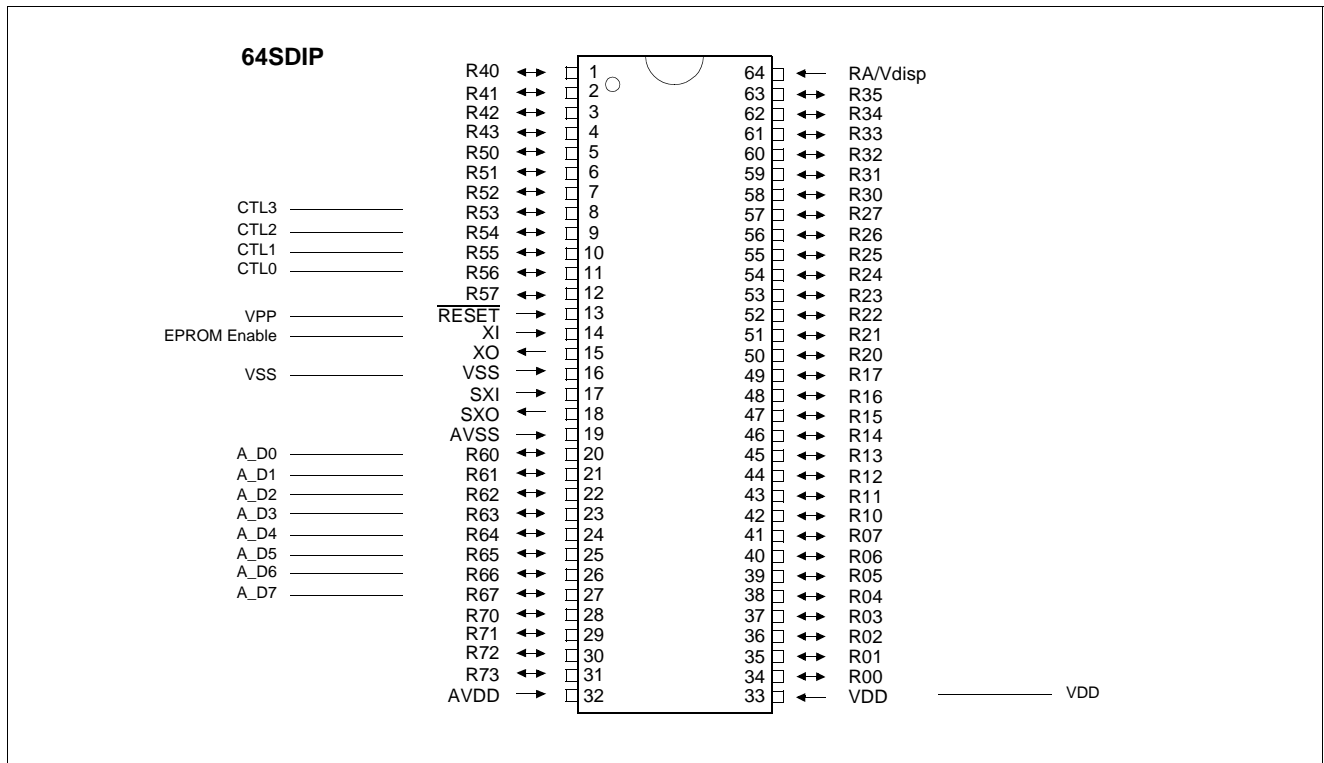 64SDIP
R40 1 64 RA/Vdisp
R41 2 63 R35
R42 3 62 R34
R43 4 61 R33
R50 5 60 R32
R51 6 59 R31
R52 7 58 R30
CTL3 R53 8 57 R27
CTL2 R54 9 56 R26
CTL1 R55 10 55 R25
CTL0 R56 11 54 R24
R57 12 53 R23
VPP RESET 13 52 R22
EPROM Enable XI 14 51 R21
XO 15 50 R20
VSS VSS 16 49 R17
SXI 17 48 R16
SXO 18 47 R15
AVSS 19 46 R14
A_D0 R60 20 45 R13
A_D1 R61 21 44 R12
A_D2 R62 22 43 R11
A_D3 R63 23 42 R10
A_D4 R64 24 41 R07
A_D5 R65 25 40 R06
A_D6 R66 26 39 R05
A_D7 R67 27 38 R04
R70 28 37 R03
R71 29 36 R02
R72 30 35 R01
R73 31 34 R00
AVDD 32 33 VDD VDD